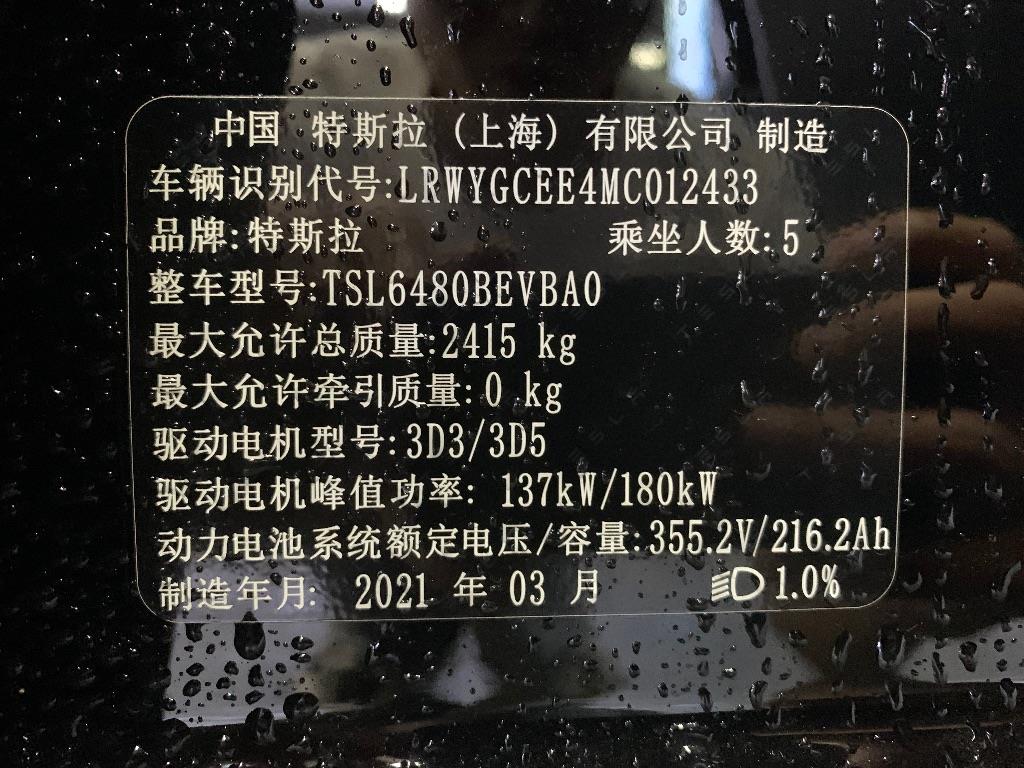 中国 特斯拉 (上海) 有限公司 制造
车辆识别代号:LRWYGCEE4MC012433
品牌:特斯拉 乘坐人数:5
整车型号:TSL6480BEVBA0
最大允许总质量:2415 kg
最大允许牵引质量:0 kg
驱动电机型号:3D3/3D5
驱动电机峰值功率: 137kW/180kW
动力电池系统额定电压/容量:355.2V/216.2Ah
制造年月: 2021 年 03 月 1.0%